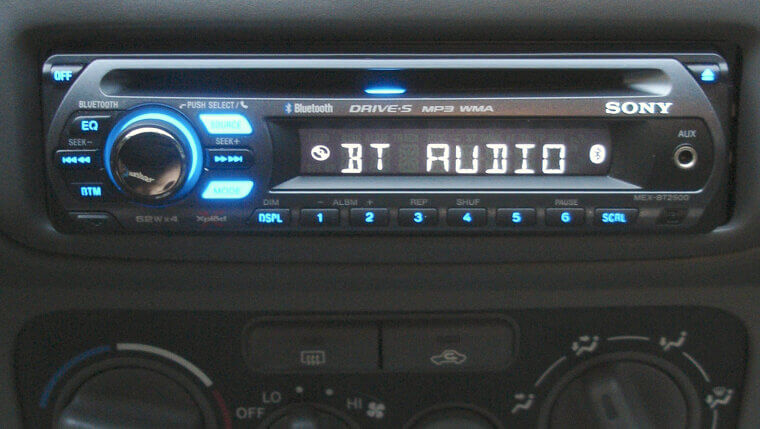 OFF
BLUETOOTH
PUSH SELECT/
Bluetooth
DRIVE·S
MP3 WMA
SONY
EQ
SOURCE
AUX
SEEK-
SEEK+
BT AUDIO
BTM
MODE
DIM
- ALBM +
REP
SHUF
PAUSE
MEX-BT2500
52W x 4
Xplod
DSPL
1
2
3
4
5
6
SCRL
LO
HI
OFF